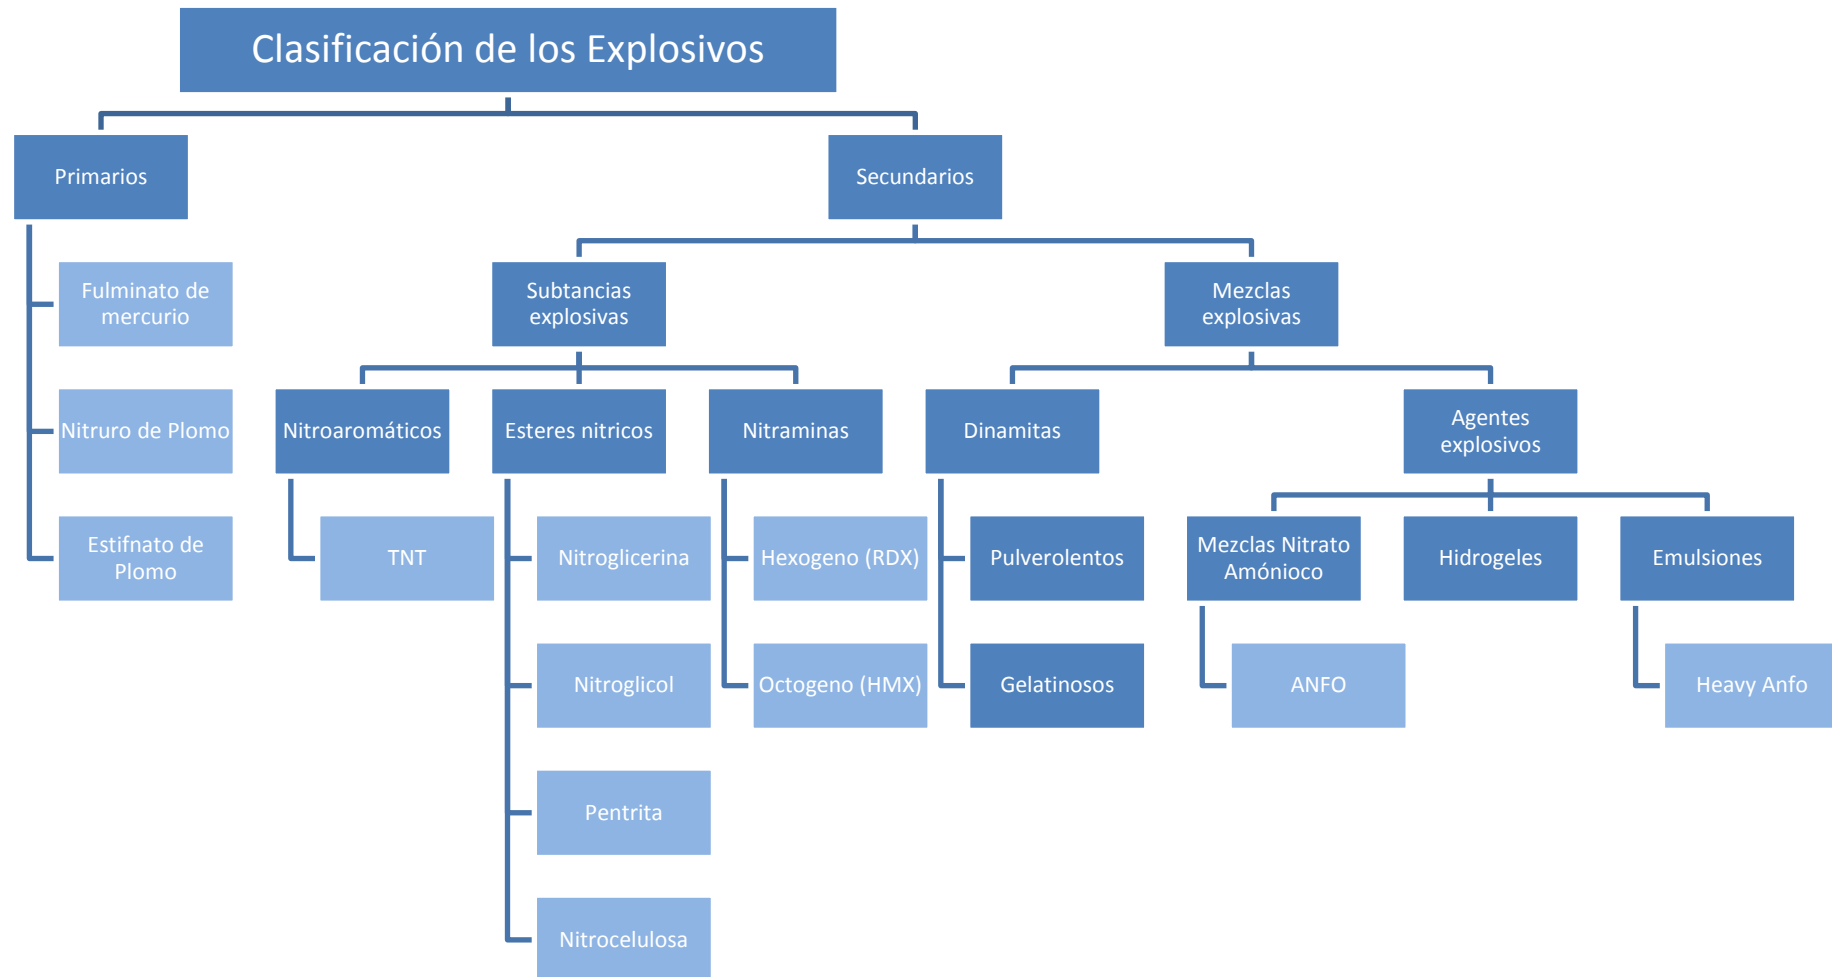 Clasificación de los Explosivos
Primarios
Secundarios
Fulminato de
mercurio
Subtancias
explosivas
Mezclas
explosivas
Nitruro de Plomo
Nitroaromáticos
Esteres nitricos
Nitraminas
Dinamitas
Agentes
explosivos
Estifnato de
Plomo
TNT
Nitroglicerina
Hexogeno (RDX)
Pulverolentos
Mezclas Nitrato
Amónioco
Hidrogeles
Emulsiones
Nitroglicol
Octogeno (HMX)
Gelatinosos
ANFO
Heavy Anfo
Pentrita
Nitrocelulosa